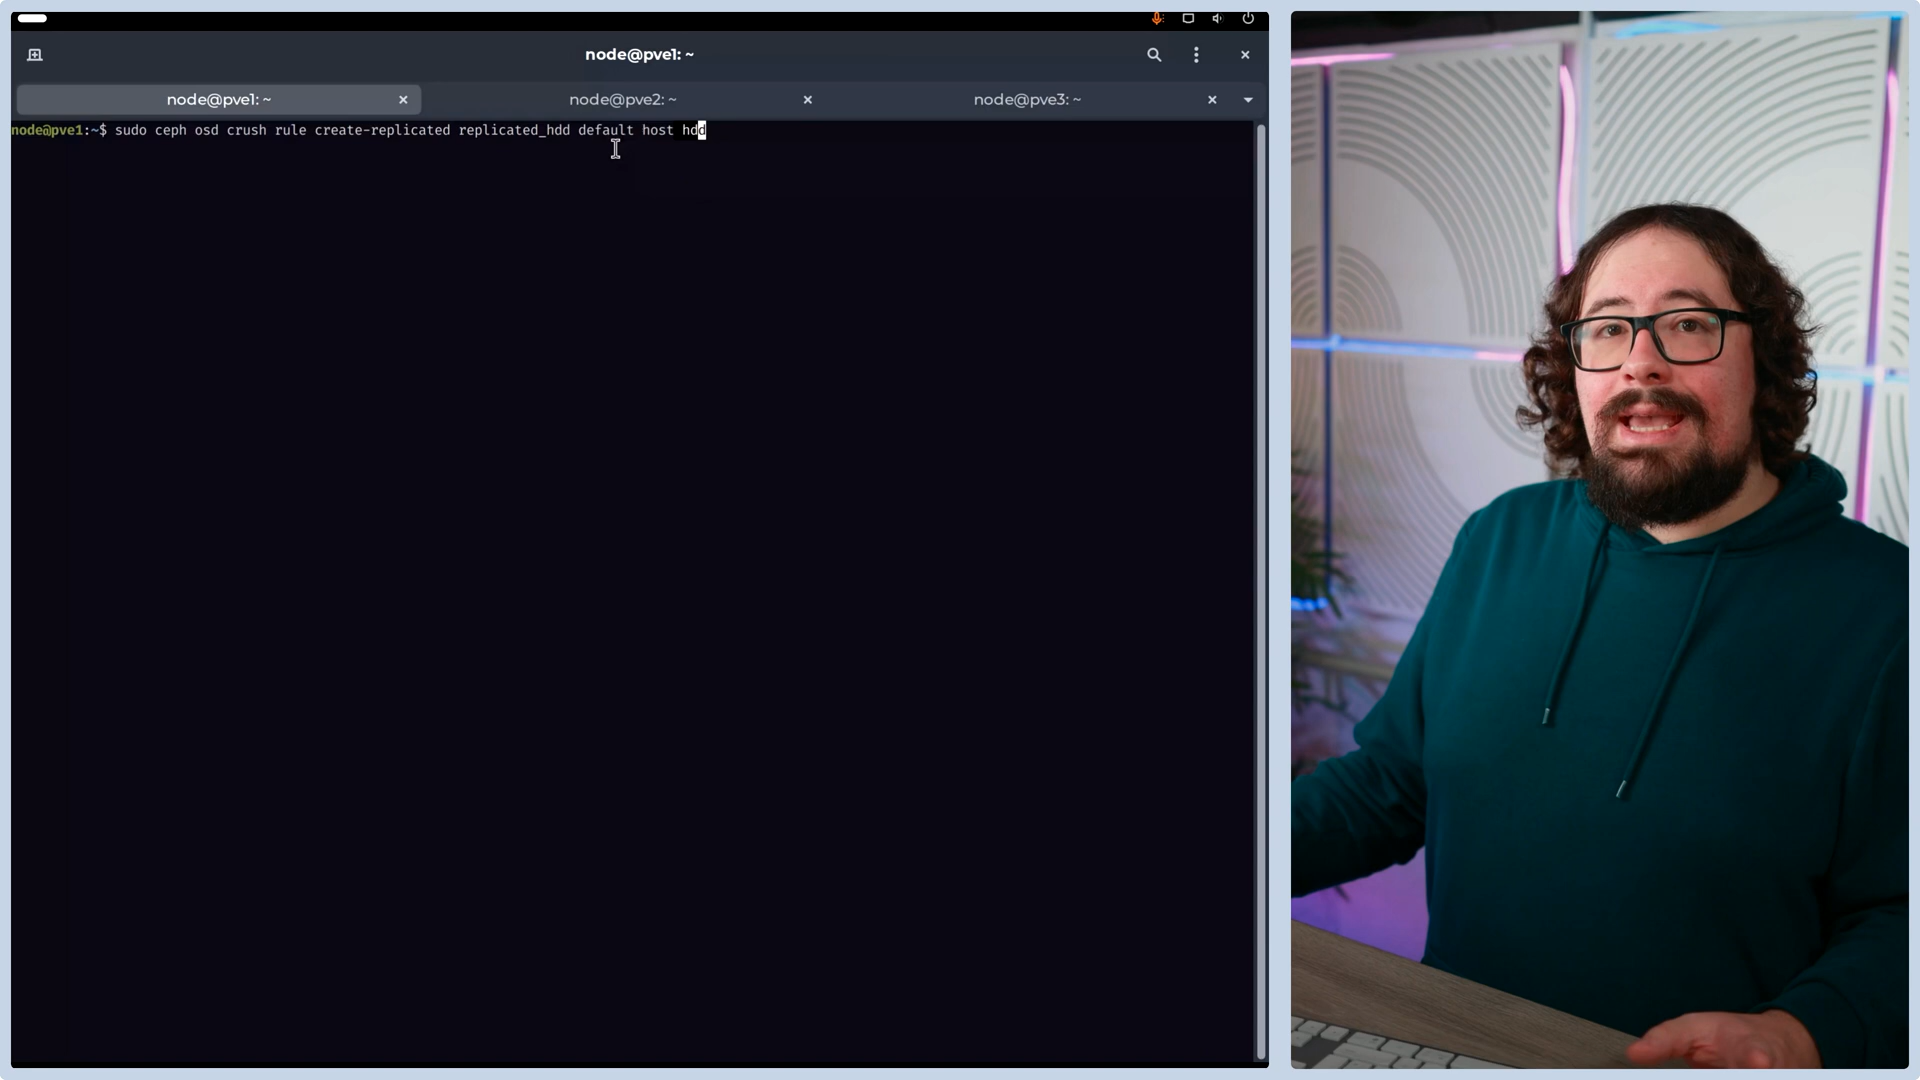 node@pve1: ~
node@pve1: ~
node@pve2: ~
node@pve3: ~
node@pve1:~$ sudo ceph osd crush rule create-replicated replicated_hdd default host hdd